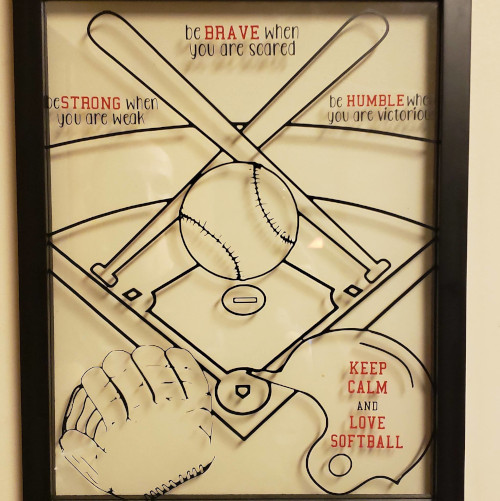 be BRAVE when
you are scared
be STRONG when
you are weak
be HUMBLE when
you are victorious
KEEP
CALM
AND
LOVE
SOFTBALL